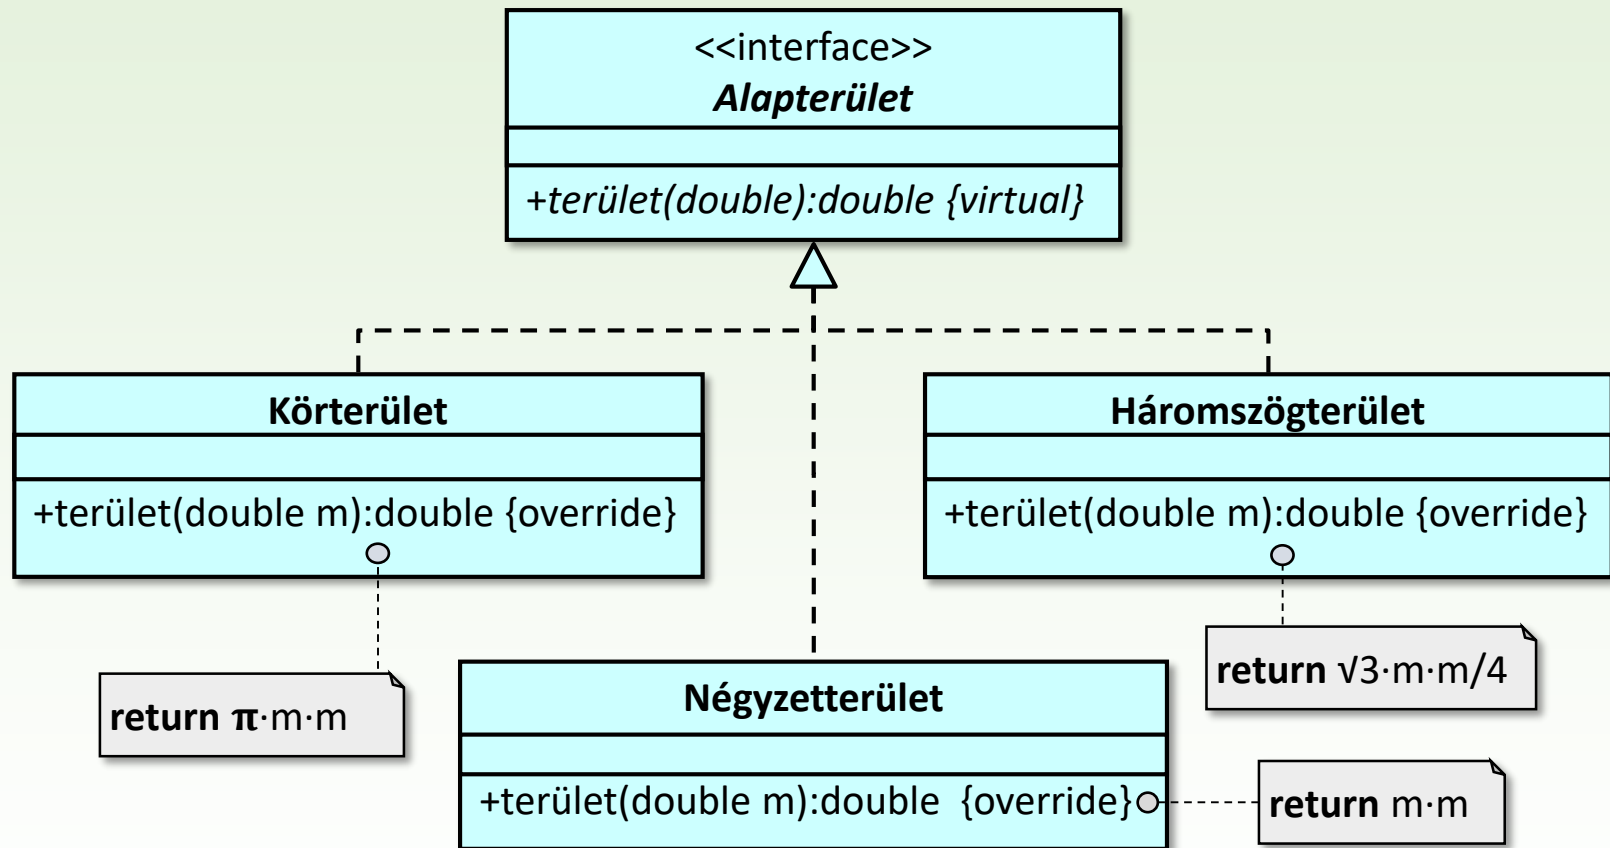 <<interface>>
Alapterület
+terület(double):double {virtual}
Körterület
+terület(double m):double {override}
return π·m·m
Háromszögterület
+terület(double m):double {override}
return √3·m·m/4
Négyzetterület
+terület(double m):double {override}
return m·m